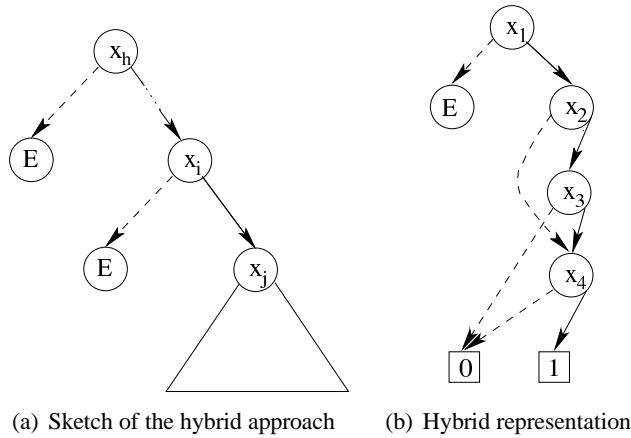 x_h
E
x_i
E
x_j
(a) Sketch of the hybrid approach
x_1
E
x_2
x_3
x_4
0 1
(b) Hybrid representation